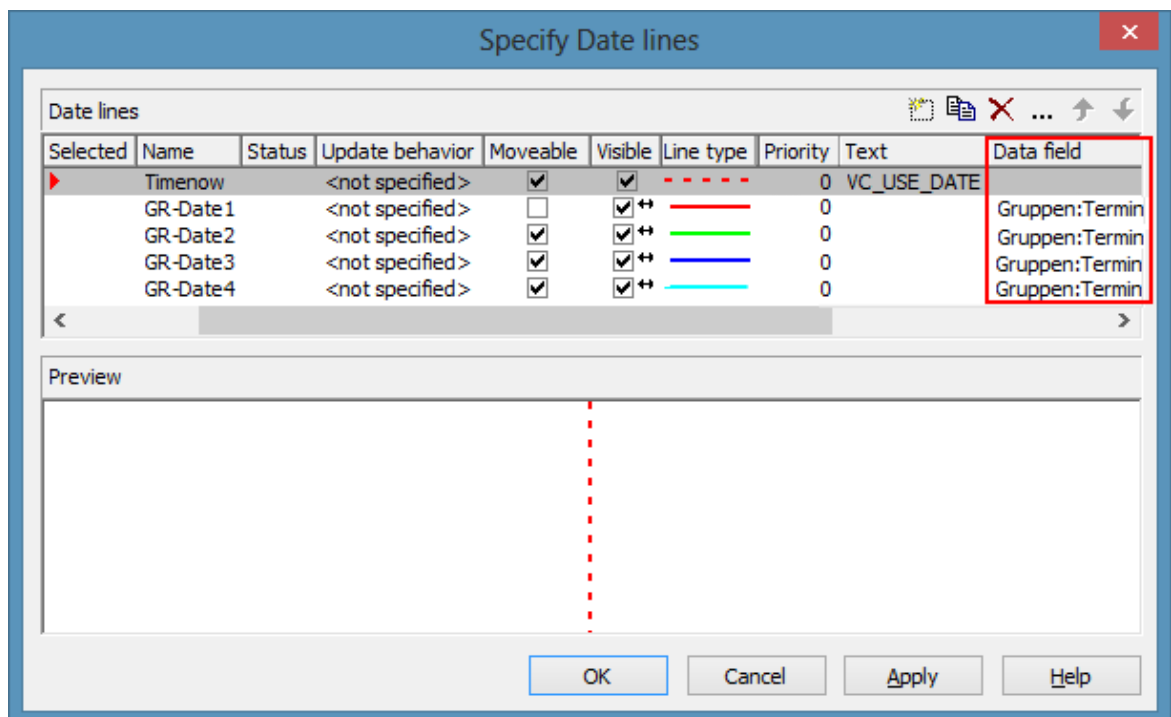 Specify Date lines
Date lines
Selected Name Status Update behavior Moveable Visible Line type Priority Text Data field
Timenow <not specified> 0 VC_USE_DATE
GR-Date1 <not specified> 0 Gruppen:Termin
GR-Date2 <not specified> 0 Gruppen:Termin
GR-Date3 <not specified> 0 Gruppen:Termin
GR-Date4 <not specified> 0 Gruppen:Termin
Preview
OK Cancel Apply Help